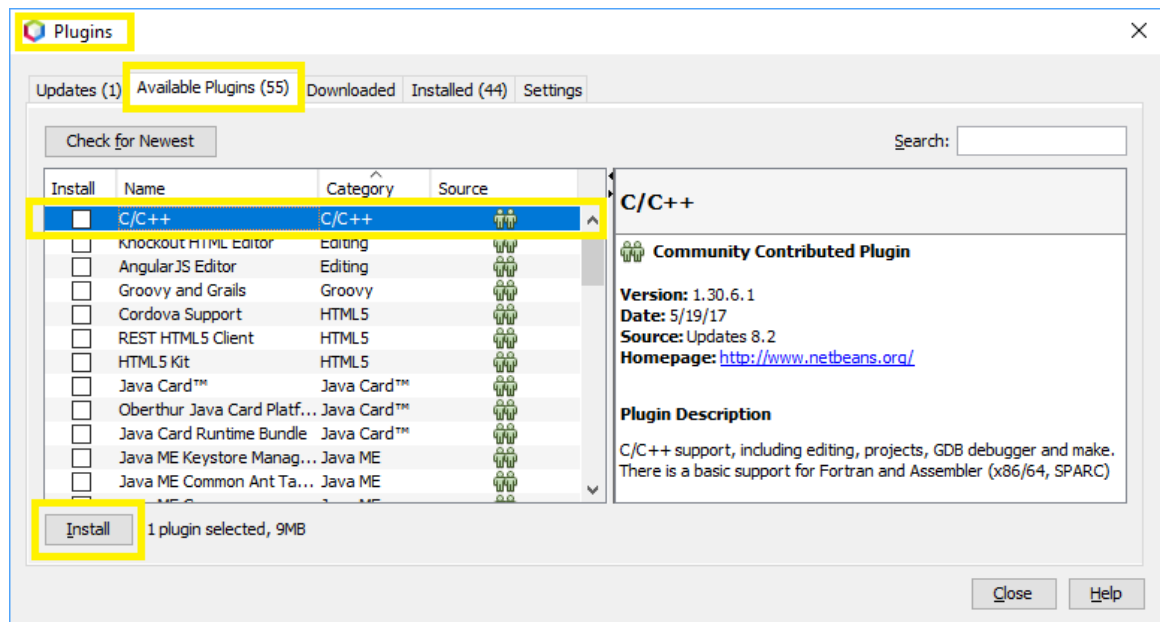 Plugins
Updates (1) Available Plugins (55) Downloaded Installed (44) Settings
Check for Newest Search:
Install Name Category Source
C/C++ C/C++
Knockout HTML Editor Editing
AngularJS Editor Editing
Groovy and Grails Groovy
Cordova Support HTML5
REST HTML5 Client HTML5
HTML5 Kit HTML5
Java Card™ Java Card™
Oberthur Java Card Platf... Java Card™
Java Card Runtime Bundle Java Card™
Java ME Keystore Manag... Java ME
Java ME Common Ant Ta... Java ME
C/C++
Community Contributed Plugin
Version: 1.30.6.1
Date: 5/19/17
Source: Updates 8.2
Homepage: http://www.netbeans.org/
Plugin Description
C/C++ support, including editing, projects, GDB debugger and make.
There is a basic support for Fortran and Assembler (x86/64, SPARC)
Install 1 plugin selected, 9MB
Close Help